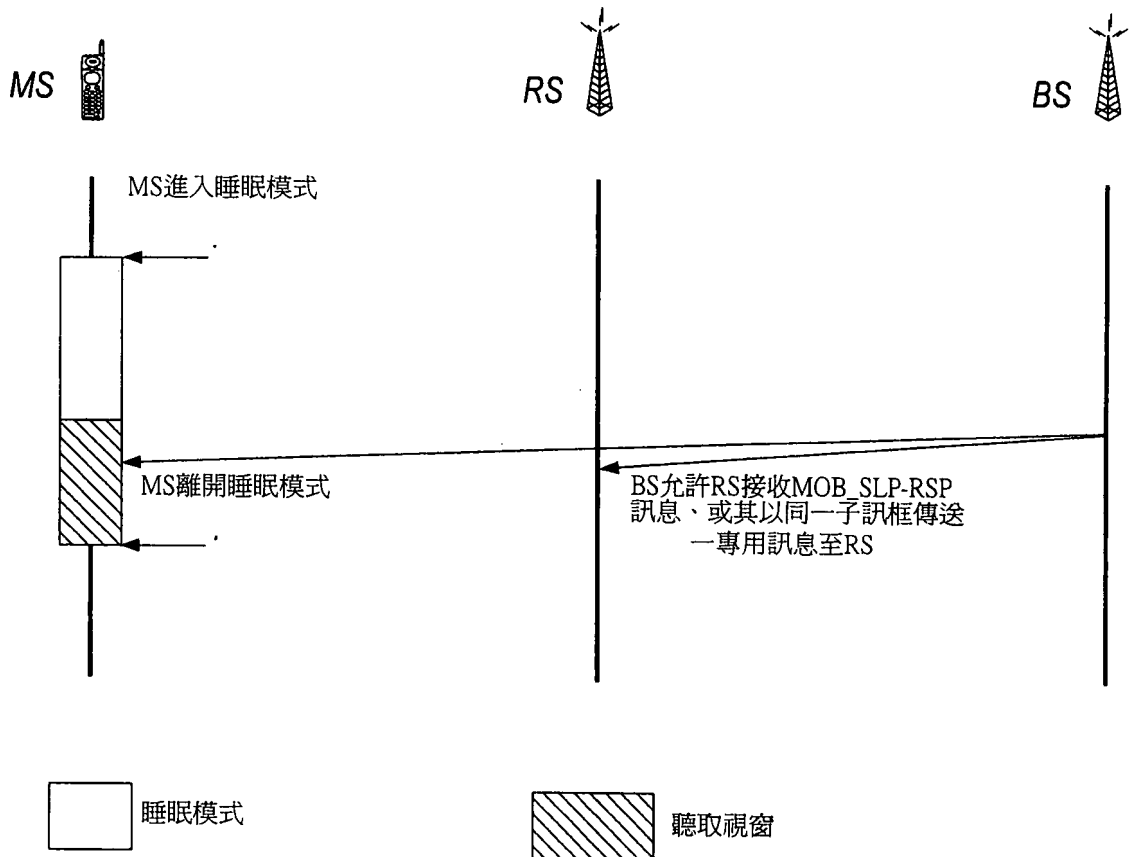 MS
RS
BS
MS進入睡眠模式
MS離開睡眠模式
BS允許RS接收MOB_SLP-RSP
訊息、或其以同一子訊框傳送
一專用訊息至RS
睡眠模式
聽取視窗